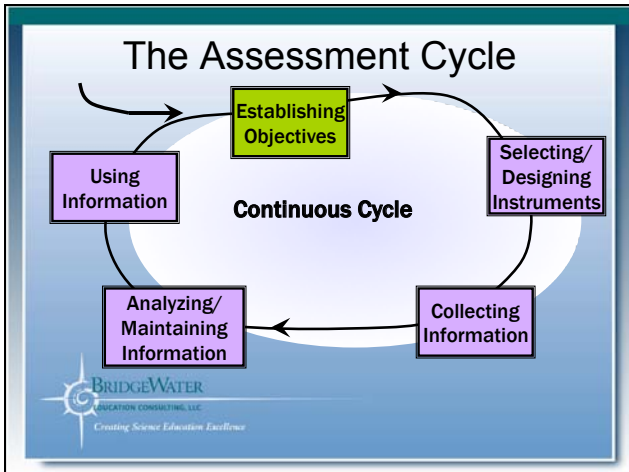 The Assessment Cycle
Establishing
Objectives
Selecting/
Designing
Instruments
Using
Information
Continuous Cycle
Analyzing/
Maintaining
Information
Collecting
Information
BRIDGEWATER
EDUCATION CONSULTING, LLC
Creating Science Education Excellence